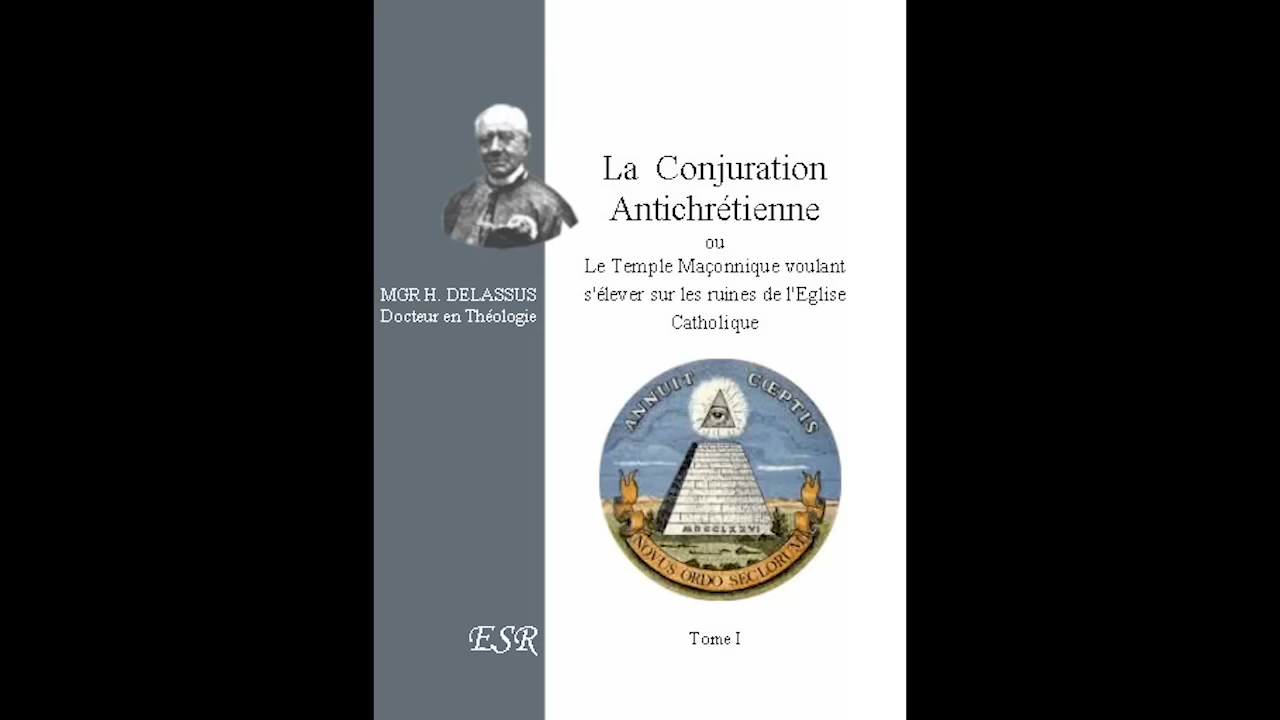 La Conjuration
Antichrétienne
ou
Le Temple Maçonnique voulant
s'élever sur les ruines de l'Eglise
Catholique
MGR H. DELASSUS
Docteur en Théologie
ANNUIT CŒPTIS
MDCCLXXVI
NOVUS ORDO SECLORUM
ESR
Tome I